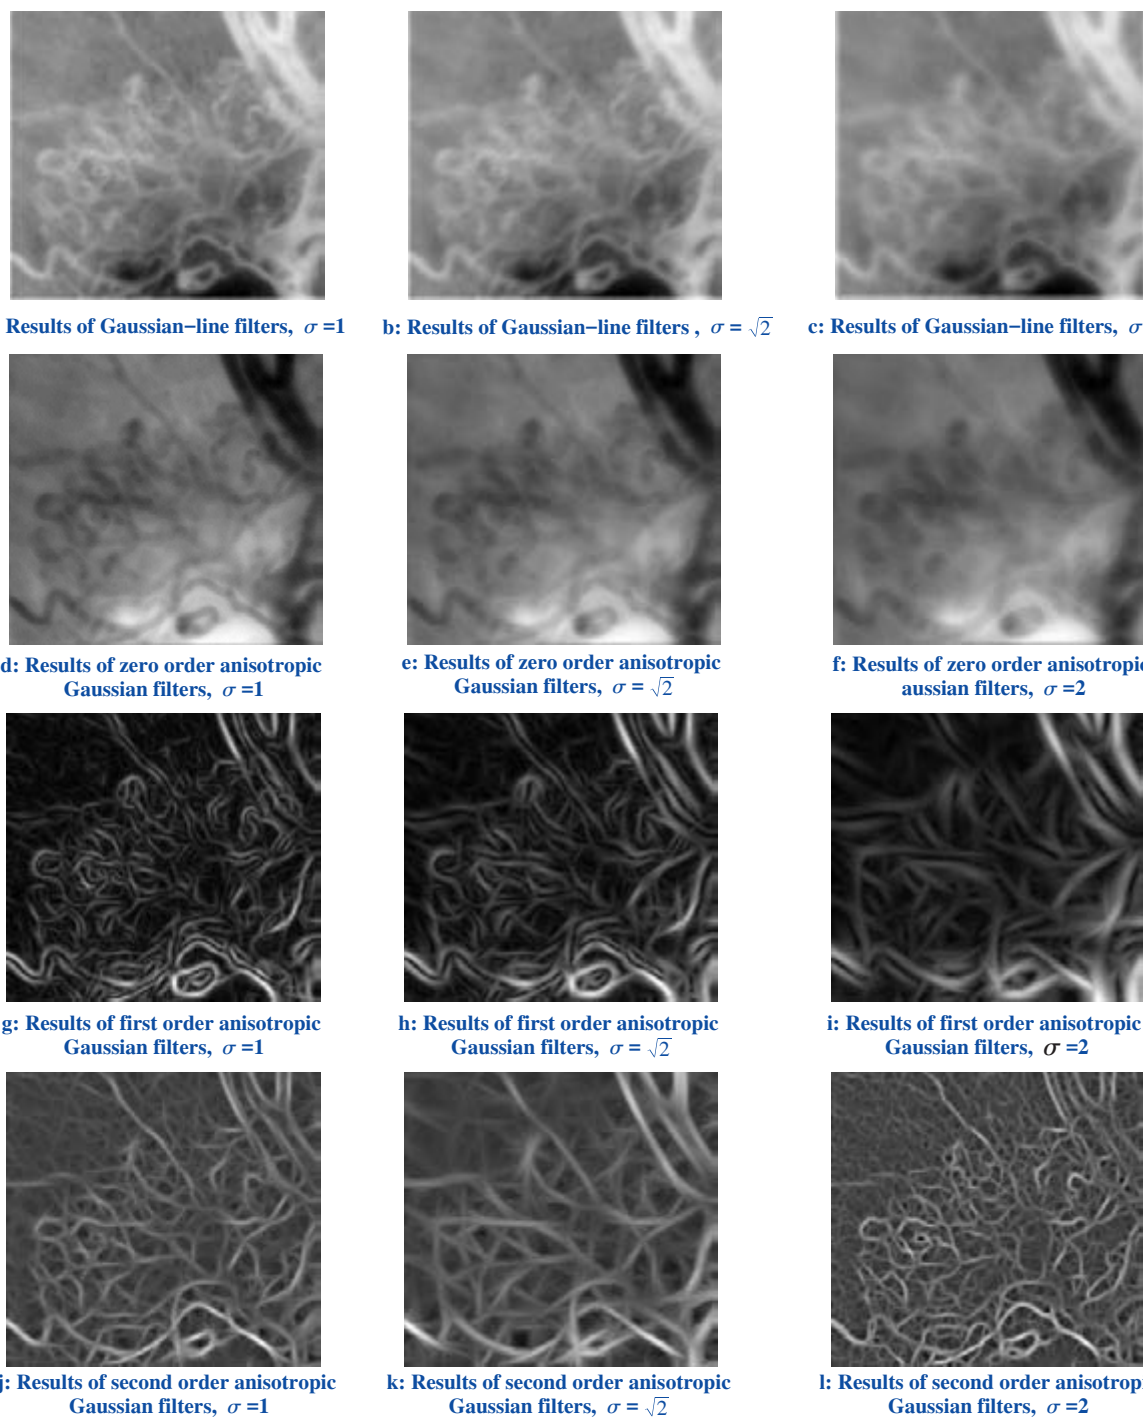 Results of Gaussian−line filters, σ =1
b: Results of Gaussian−line filters , σ = √2
c: Results of Gaussian−line filters, σ
d: Results of zero order anisotropic
Gaussian filters, σ =1
e: Results of zero order anisotropic
Gaussian filters, σ = √2
f: Results of zero order anisotropic
aussian filters, σ =2
g: Results of first order anisotropic
Gaussian filters, σ =1
h: Results of first order anisotropic
Gaussian filters, σ = √2
i: Results of first order anisotropic
Gaussian filters, σ =2
j: Results of second order anisotropic
Gaussian filters, σ =1
k: Results of second order anisotropic
Gaussian filters, σ = √2
l: Results of second order anisotrop
Gaussian filters, σ =2